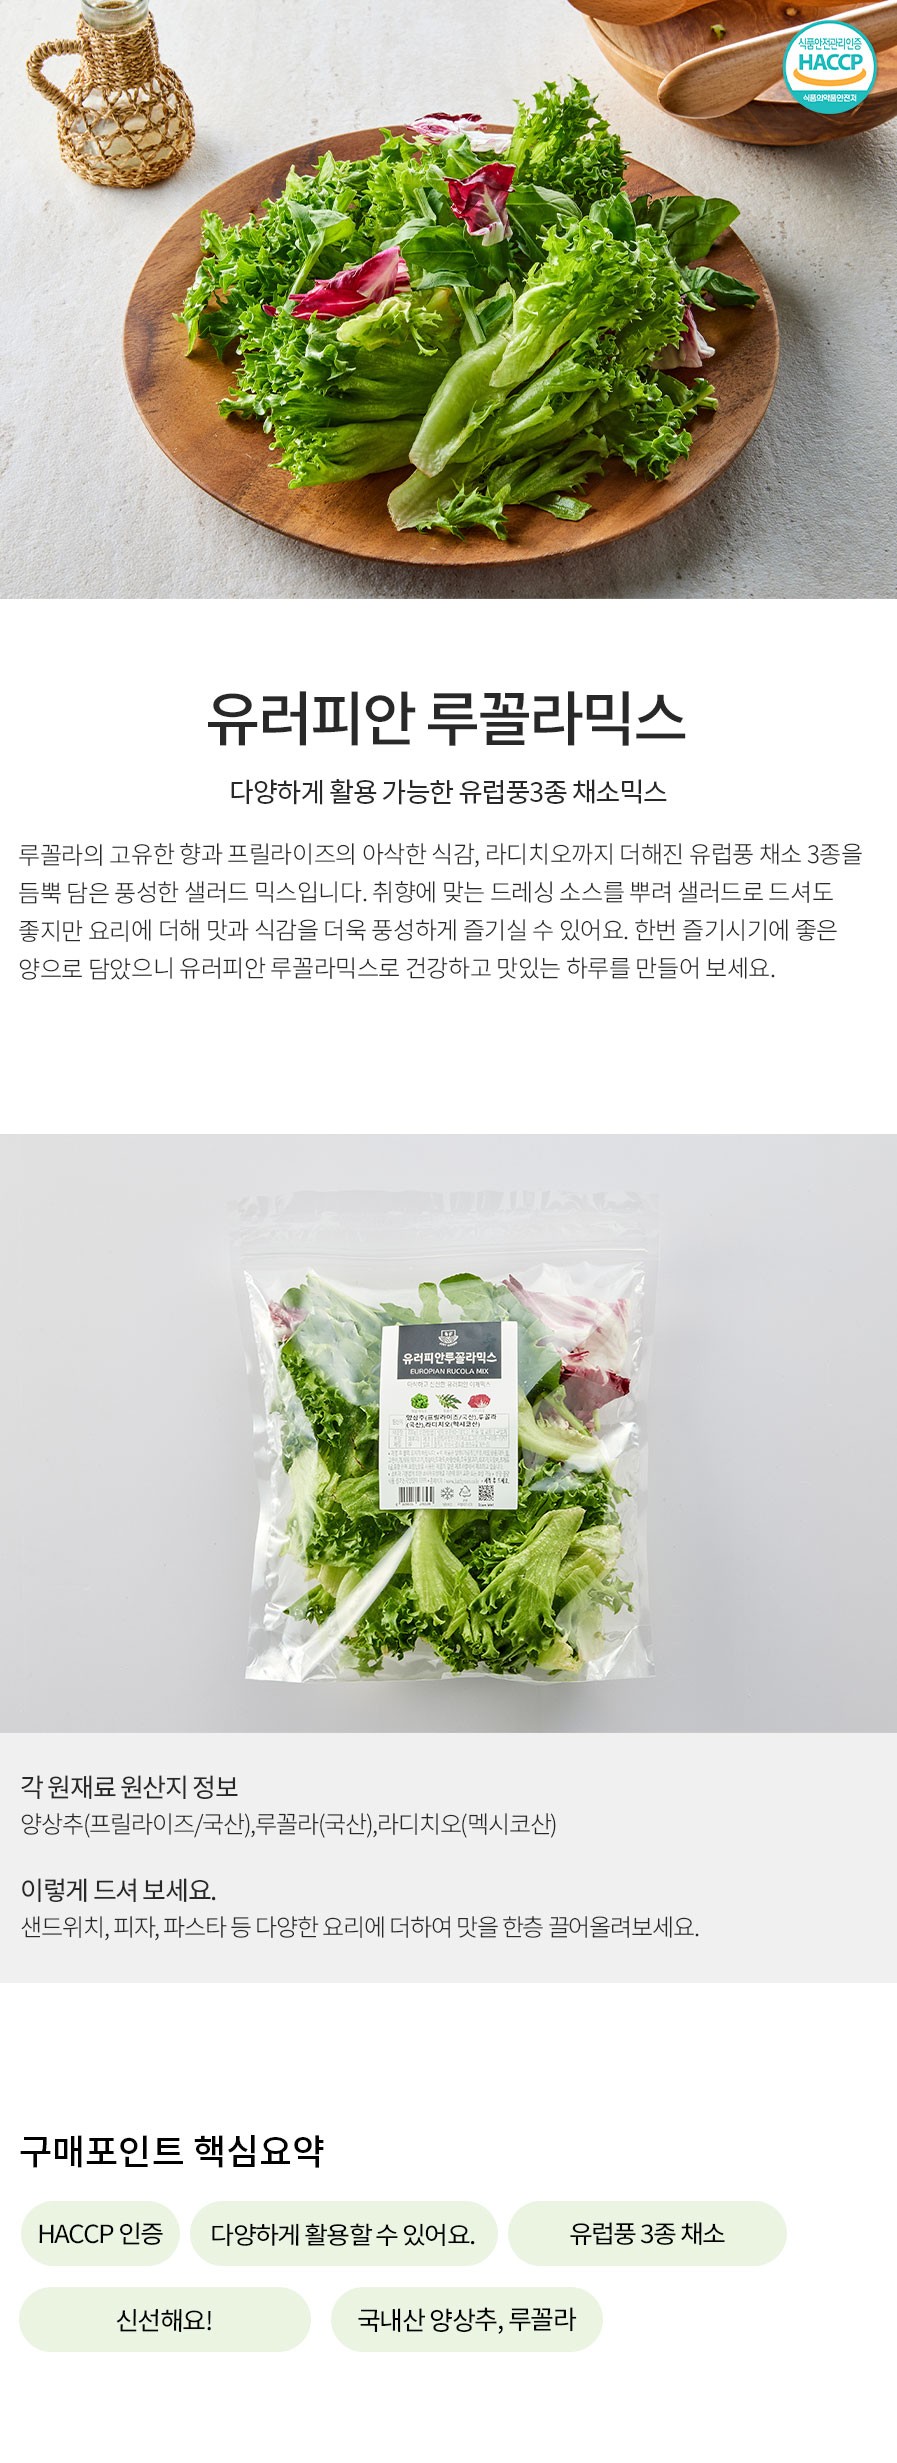 식품안전관리인증
HACCP
식품의약품안전처
유러피안 루꼴라믹스
다양하게 활용 가능한 유럽풍3종 채소믹스
루꼴라의 고유한 향과 프릴라이즈의 아삭한 식감, 라디치오까지 더해진 유럽풍 채소 3종을
듬뿍 담은 풍성한 샐러드 믹스입니다. 취향에 맞는 드레싱 소스를 뿌려 샐러드로 드셔도
좋지만 요리에 더해 맛과 식감을 더욱 풍성하게 즐기실 수 있어요. 한번 즐기시기에 좋은
양으로 담았으니 유러피안 루꼴라믹스로 건강하고 맛있는 하루를 만들어 보세요.
유러피안루꼴라믹스
EUROPIAN RUCOLA MIX
양상추(프릴라이즈/국산),루꼴라
(국산),라디치오(멕시코산)
각 원재료 원산지 정보
양상추(프릴라이즈/국산),루꼴라(국산),라디치오(멕시코산)
이렇게 드셔 보세요.
샌드위치, 피자, 파스타 등 다양한 요리에 더하여 맛을 한층 끌어올려보세요.
구매포인트 핵심요약
HACCP 인증 다양하게 활용할 수 있어요. 유럽풍 3종 채소
신선해요! 국내산 양상추, 루꼴라